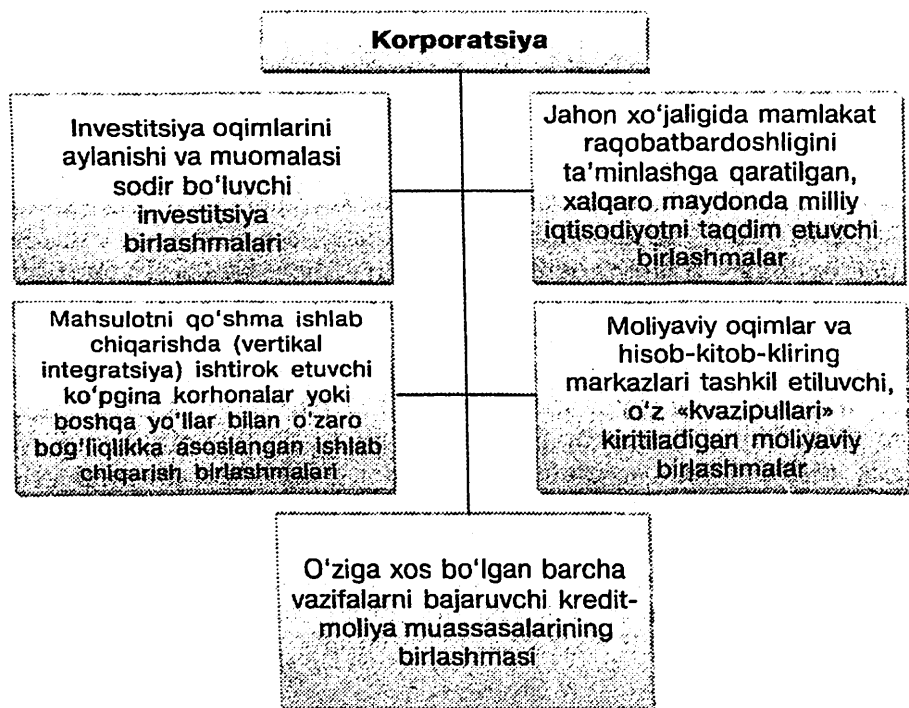 Korporatsiya
Investitsiya oqimlarini
aylanishi va muomalasi
sodir bo‘luvchi
investitsiya
birlashmalari
Jahon xo‘jaligida mamlakat
raqobatbardoshligini
ta’minlashga qaratilgan,
xalqaro maydonda milliy
iqtisodiyotni taqdim etuvchi
birlashmalar
Mahsulotni qo‘shma ishlab
chiqarishda (vertikal
integratsiya) ishtirok etuvchi
ko‘pgina korhonalar yoki
boshqa yo‘llar bilan o‘zaro
bog‘liqlikka asoslangan ishlab
chiqarish birlashmalari
Moliyaviy oqimlar va
hisob-kitob-kliring
markazlari tashkil etiluvchi,
o‘z «kvazipullari»
kiritiladigan moliyaviy
birlashmalar
O‘ziga xos bo‘lgan barcha
vazifalarni bajaruvchi kredit-
moliya muassasalarining
birlashmasi